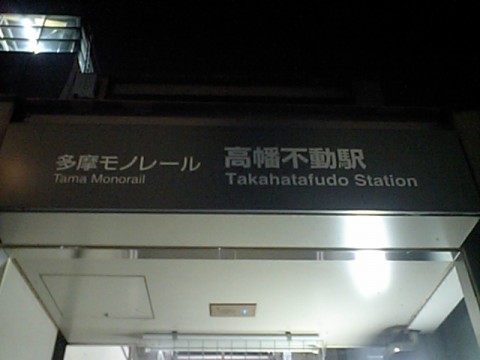 多摩モノレール
Tama Monorail
高幡不動駅
Takahatafudo Station